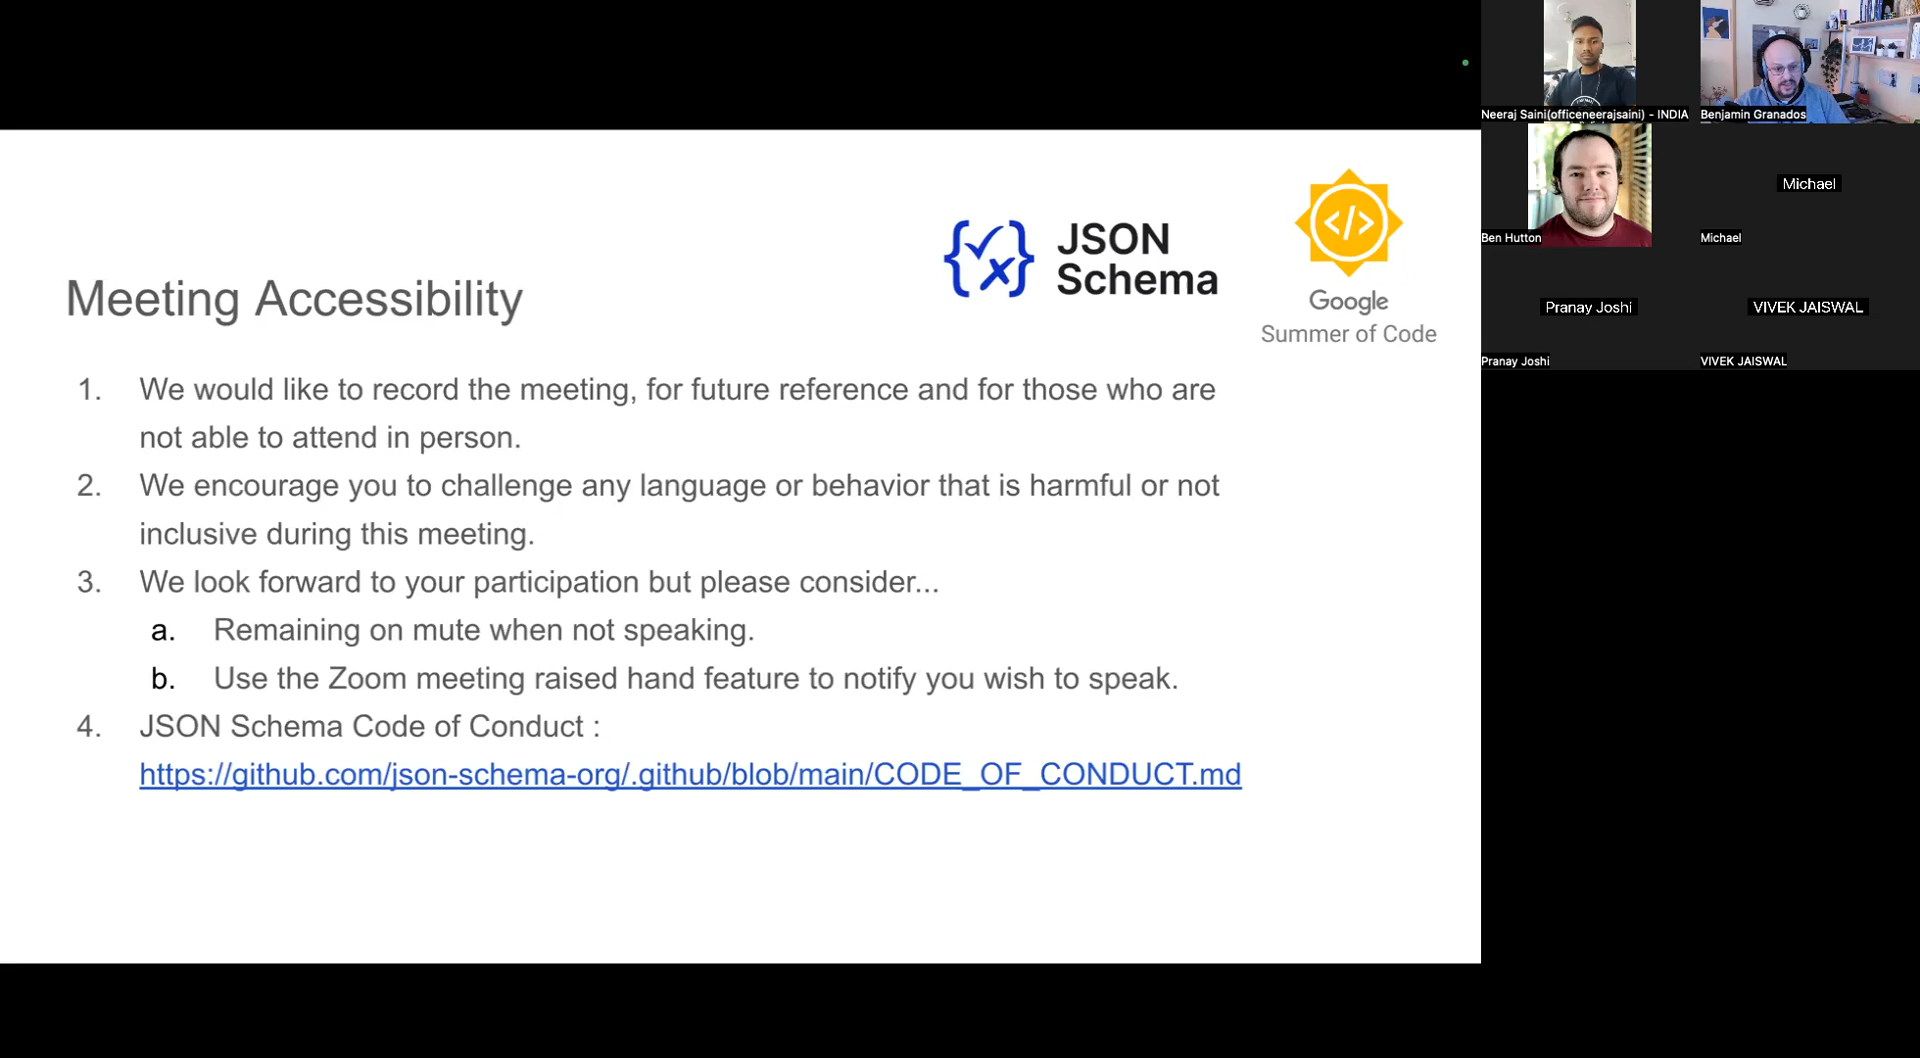 Meeting Accessibility
JSON
Schema
</>
Google
Summer of Code
1. We would like to record the meeting, for future reference and for those who are
not able to attend in person.
2. We encourage you to challenge any language or behavior that is harmful or not
inclusive during this meeting.
3. We look forward to your participation but please consider...
a. Remaining on mute when not speaking.
b. Use the Zoom meeting raised hand feature to notify you wish to speak.
4. JSON Schema Code of Conduct :
https://github.com/json-schema-org/.github/blob/main/CODE_OF_CONDUCT.md
Neeraj Saini(officeneerajsaini) - INDIA
Benjamin Granados
Ben Hutton
Michael
Michael
Pranay Joshi
Pranay Joshi
VIVEK JAISWAL
VIVEK JAISWAL